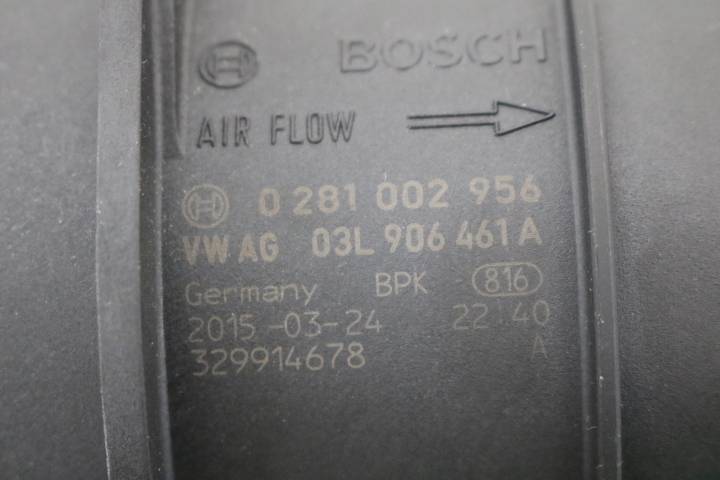 BOSCH
AIR FLOW
0 281 002 956
VW AG 03L 906 461 A
Germany BPK 816
2015-03-24 22:40
329914678 A